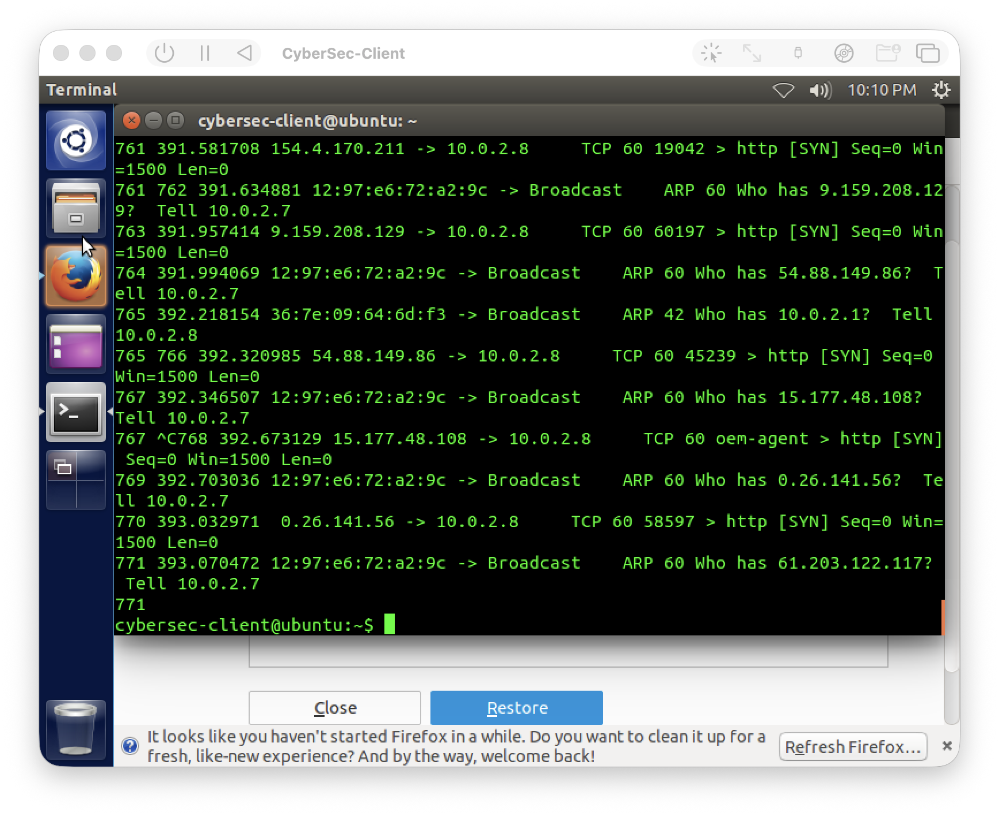 CyberSec-Client
Terminal
10:10 PM
cybersec-client@ubuntu: ~
761 391.581708 154.4.170.211 -> 10.0.2.8     TCP 60 19042 > http [SYN] Seq=0 Win
=1500 Len=0
761 762 391.634881 12:97:e6:72:a2:9c -> Broadcast    ARP 60 Who has 9.159.208.12
9?  Tell 10.0.2.7
763 391.957414 9.159.208.129 -> 10.0.2.8     TCP 60 60197 > http [SYN] Seq=0 Win
=1500 Len=0
764 391.994069 12:97:e6:72:a2:9c -> Broadcast    ARP 60 Who has 54.88.149.86?  T
ell 10.0.2.7
765 392.218154 36:7e:09:64:6d:f3 -> Broadcast    ARP 42 Who has 10.0.2.1?  Tell
10.0.2.8
765 766 392.320985 54.88.149.86 -> 10.0.2.8     TCP 60 45239 > http [SYN] Seq=0
Win=1500 Len=0
767 392.346507 12:97:e6:72:a2:9c -> Broadcast    ARP 60 Who has 15.177.48.108?
Tell 10.0.2.7
767 ^C768 392.673129 15.177.48.108 -> 10.0.2.8     TCP 60 oem-agent > http [SYN]
 Seq=0 Win=1500 Len=0
769 392.703036 12:97:e6:72:a2:9c -> Broadcast    ARP 60 Who has 0.26.141.56?  Te
ll 10.0.2.7
770 393.032971  0.26.141.56 -> 10.0.2.8     TCP 60 58597 > http [SYN] Seq=0 Win=
1500 Len=0
771 393.070472 12:97:e6:72:a2:9c -> Broadcast    ARP 60 Who has 61.203.122.117?
 Tell 10.0.2.7
771
cybersec-client@ubuntu:~$
Close
Restore
It looks like you haven't started Firefox in a while. Do you want to clean it up for a
fresh, like-new experience? And by the way, welcome back!
Refresh Firefox...